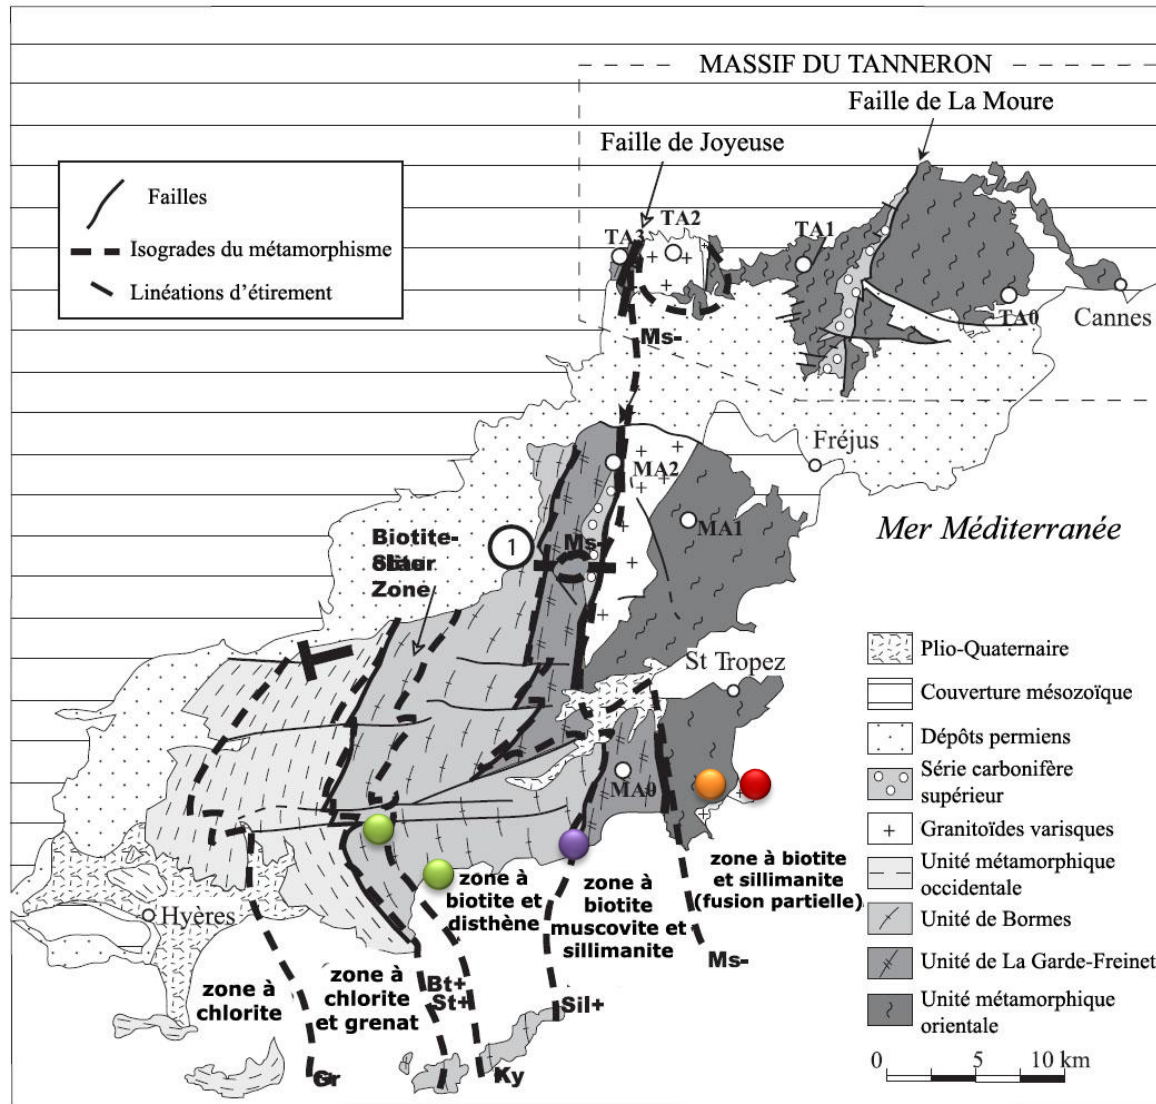 MASSIF DU TANNERON
Faille de La Moure
Faille de Joyeuse
Failles
Isogrades du métamorphisme
Linéations d'étirement
TA3
TA2
TA1
TA0
Cannes
Ms-
Fréjus
MA2
MA1
Mer Méditerranée
1
Ms-
Biotite-
Zone
St Tropez
MA0
Hyères
zone à
biotite et
disthène
zone à
biotite
muscovite et
sillimanite
zone à biotite
et sillimanite
(fusion partielle)
Ms-
zone à
chlorite
zone à
chlorite
et grenat
Bt+
St+
Sil+
Gr
Ky
Plio-Quaternaire
Couverture mésozoïque
Dépôts permiens
Série carbonifère
supérieur
Granitoïdes varisques
Unité métamorphique
occidentale
Unité de Bormes
Unité de La Garde-Freinet
Unité métamorphique
orientale
0 5 10 km